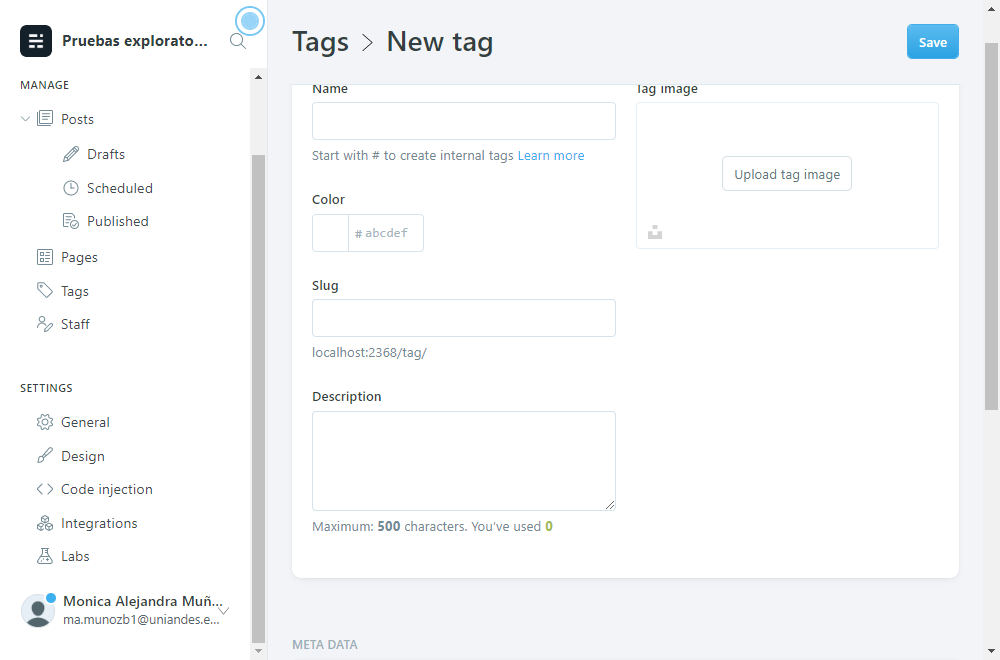 Pruebas explorato...
MANAGE
Posts
Drafts
Scheduled
Published
Pages
Tags
Staff
SETTINGS
General
Design
Code injection
Integrations
Labs
Monica Alejandra Muñ...
ma.munozb1@uniandes.e...
Tags > New tag
Save
Name
Start with # to create internal tags Learn more
Color
# abcdef
Slug
localhost:2368/tag/
Description
Maximum: 500 characters. You've used 0
Tag image
Upload tag image
META DATA